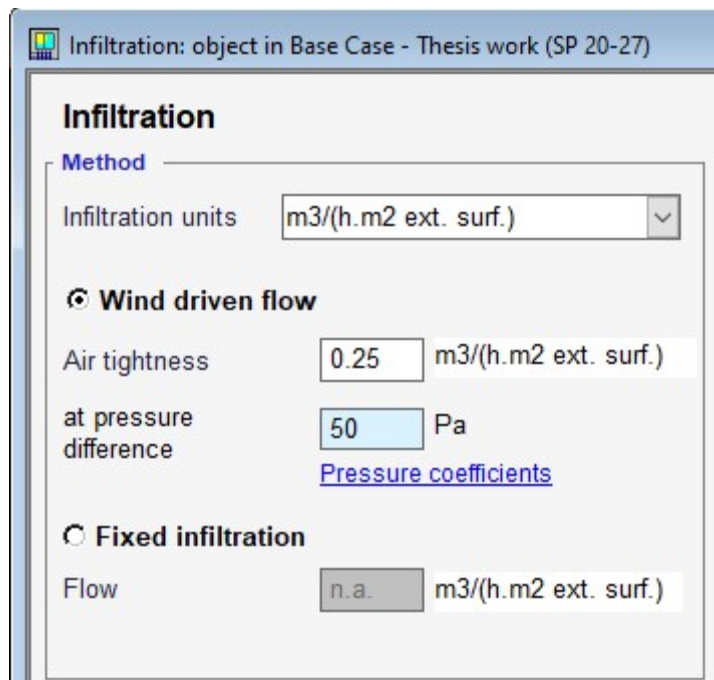 Infiltration: object in Base Case - Thesis work (SP 20-27)
Infiltration
Method
Infiltration units m3/(h.m2 ext. surf.)
Wind driven flow
Air tightness 0.25 m3/(h.m2 ext. surf.)
at pressure
difference 50 Pa
Pressure coefficients
Fixed infiltration
Flow n.a. m3/(h.m2 ext. surf.)